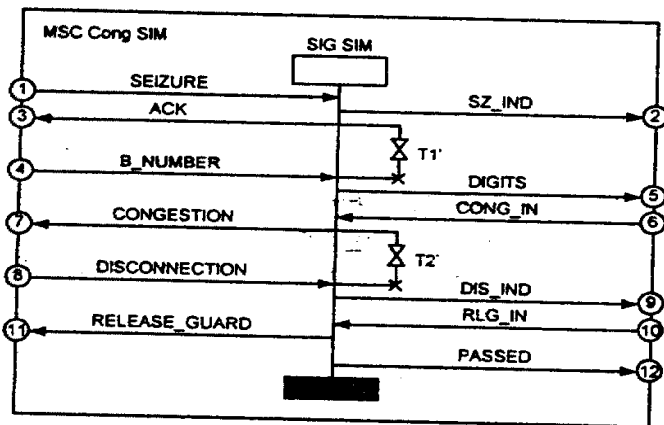 MSC Cong SIM
SIG SIM
1 SEIZURE
SZ_IND 2
3 ACK
T1'
4 B_NUMBER
DIGITS 5
7 CONGESTION
CONG_IN 6
T2'
8 DISCONNECTION
DIS_IND 9
11 RELEASE_GUARD
RLG_IN 10
PASSED 12